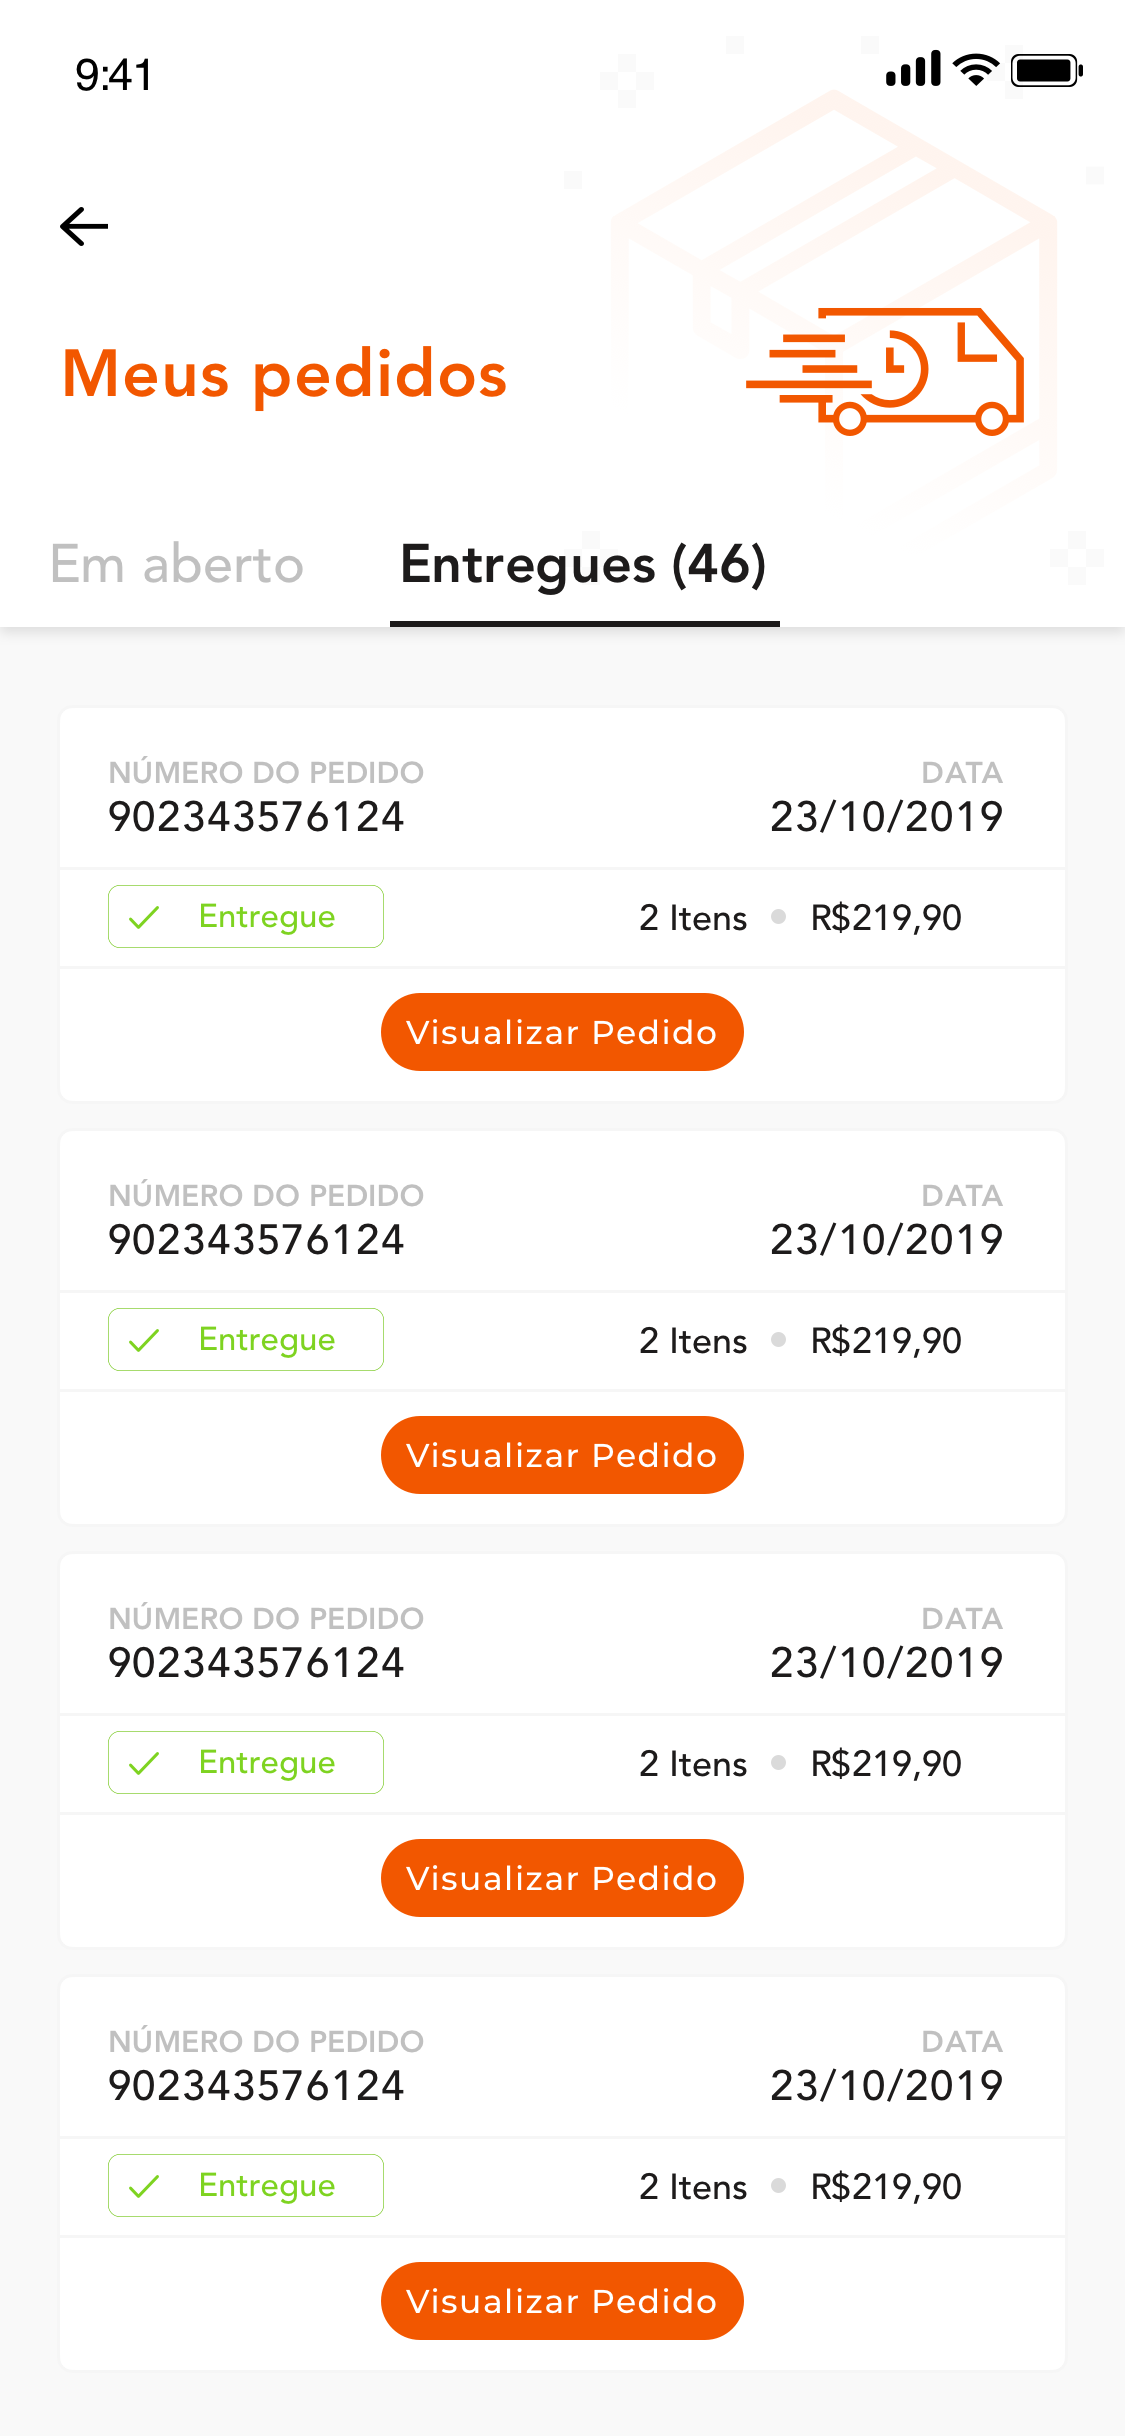 9:41
Meus pedidos
Em aberto Entregues (46)
NÚMERO DO PEDIDO DATA
902343576124 23/10/2019
Entregue 2 Itens R$219,90
Visualizar Pedido
NÚMERO DO PEDIDO DATA
902343576124 23/10/2019
Entregue 2 Itens R$219,90
Visualizar Pedido
NÚMERO DO PEDIDO DATA
902343576124 23/10/2019
Entregue 2 Itens R$219,90
Visualizar Pedido
NÚMERO DO PEDIDO DATA
902343576124 23/10/2019
Entregue 2 Itens R$219,90
Visualizar Pedido